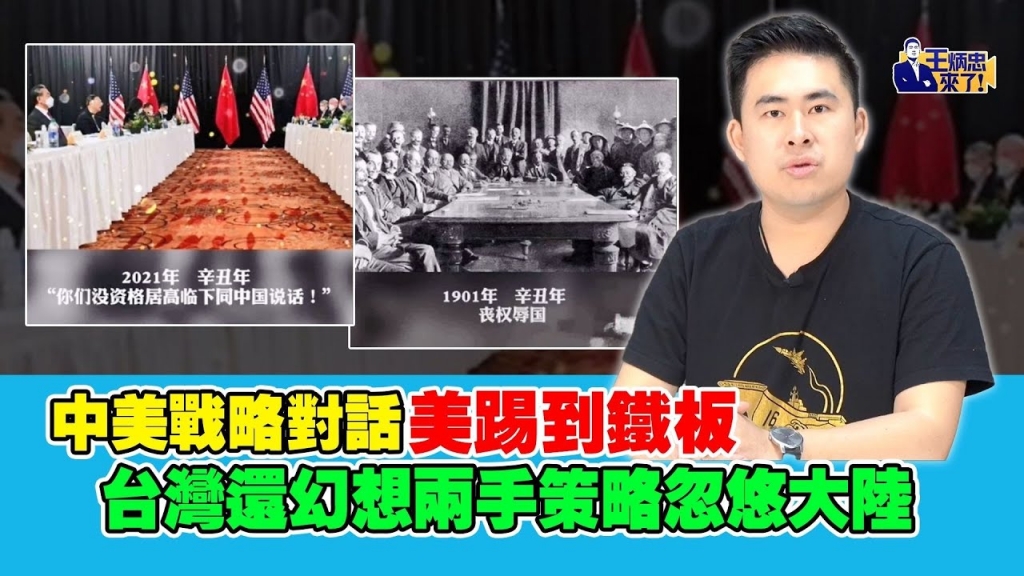 王炳忠
來了!
2021年 辛丑年
“你们没资格居高临下同中国说话！”
1901年 辛丑年
丧权辱国
16
中美戰略對話美踢到鐵板
台灣還幻想兩手策略忽悠大陸